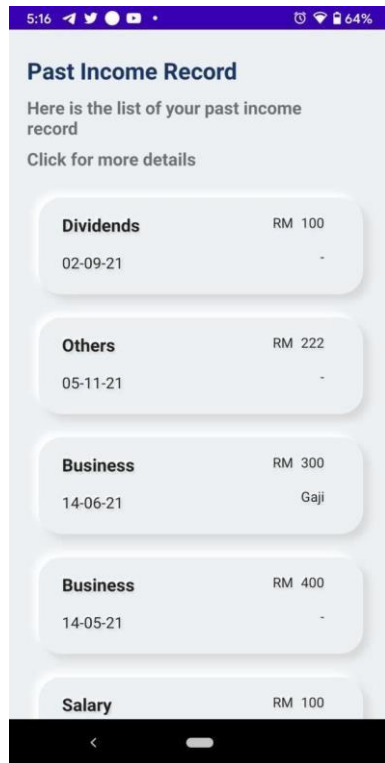 5:16 64%
Past Income Record
Here is the list of your past income
record
Click for more details
Dividends RM 100
02-09-21 -
Others RM 222
05-11-21 -
Business RM 300
14-06-21 Gaji
Business RM 400
14-05-21 -
Salary RM 100